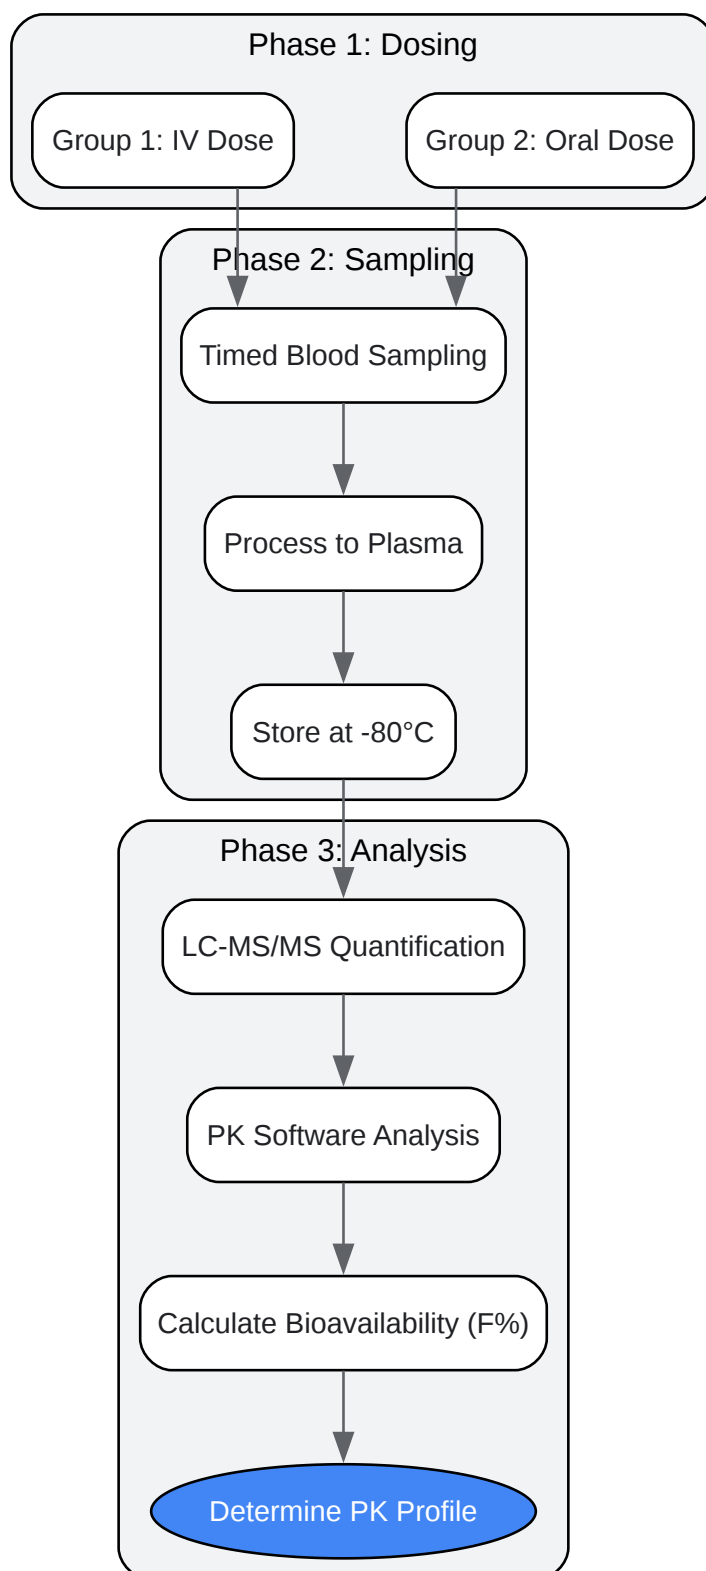 Phase 1: Dosing
Group 1: IV Dose
Group 2: Oral Dose
Phase 2: Sampling
Timed Blood Sampling
Process to Plasma
Store at -80°C
Phase 3: Analysis
LC-MS/MS Quantification
PK Software Analysis
Calculate Bioavailability (F%)
Determine PK Profile